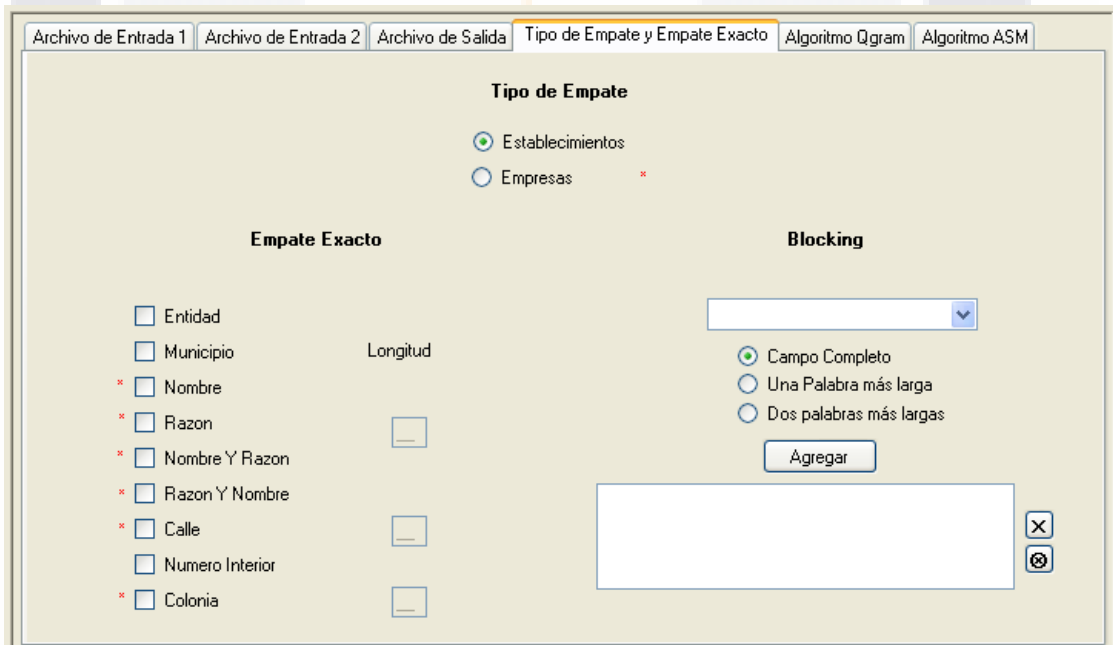 Archivo de Entrada 1 Archivo de Entrada 2 Archivo de Salida Tipo de Empate y Empate Exacto Algoritmo Qgram Algoritmo ASM
Tipo de Empate
Establecimientos
Empresas *
Empate Exacto
Entidad
Municipio Longitud
* Nombre
* Razon
* Nombre Y Razon
* Razon Y Nombre
* Calle
Numero Interior
* Colonia
Blocking
Campo Completo
Una Palabra más larga
Dos palabras más largas
Agregar